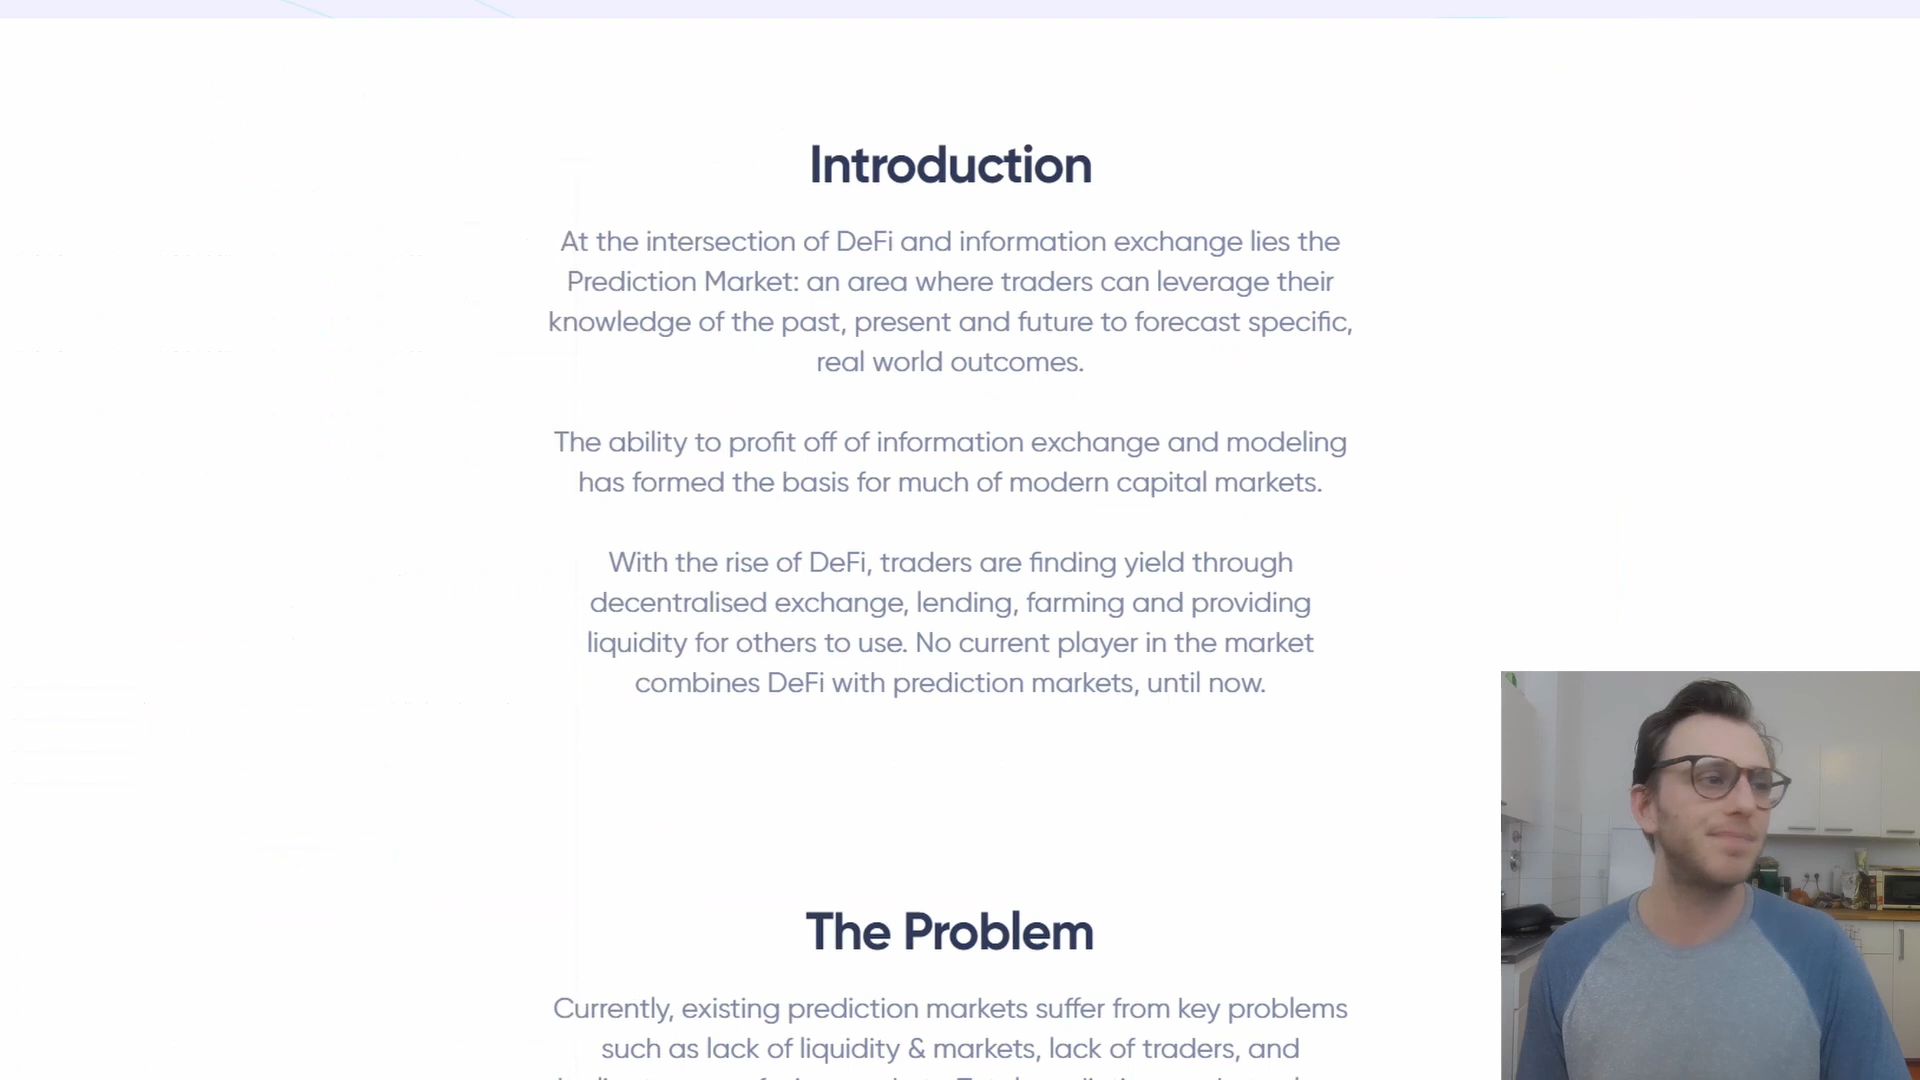 Introduction
At the intersection of DeFi and information exchange lies the
Prediction Market: an area where traders can leverage their
knowledge of the past, present and future to forecast specific,
real world outcomes.
The ability to profit off of information exchange and modeling
has formed the basis for much of modern capital markets.
With the rise of DeFi, traders are finding yield through
decentralised exchange, lending, farming and providing
liquidity for others to use. No current player in the market
combines DeFi with prediction markets, until now.
The Problem
Currently, existing prediction markets suffer from key problems
such as lack of liquidity & markets, lack of traders, and